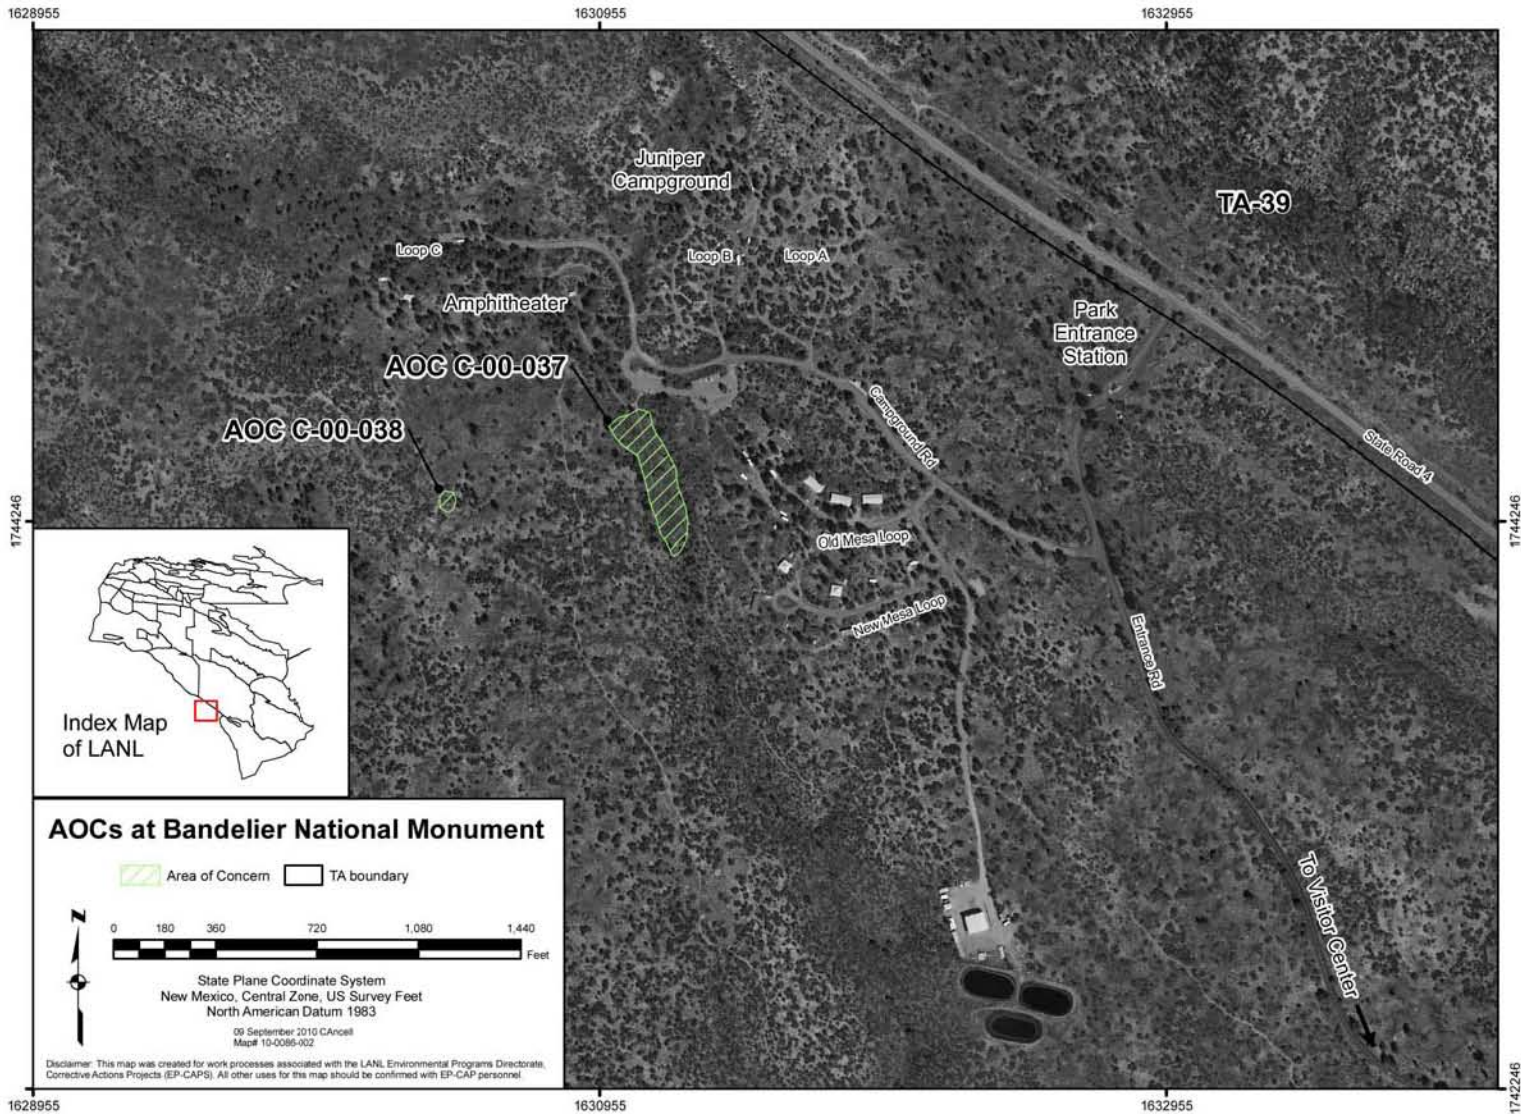 1628955
1630955
1632955
Juniper
Campground
TA-39
Loop C
Loop B
Loop A
Amphitheater
Park
Entrance
Station
AOC C-00-037
Campground Rd
AOC C-00-038
State Road 4
1744246
1744246
Old Mesa Loop
New Mesa Loop
Entrance Rd
Index Map
of LANL
AOCs at Bandelier National Monument
Area of Concern
TA boundary
N
0 180 360 720 1,080 1,440
Feet
To Visitor Center
State Plane Coordinate System
New Mexico, Central Zone, US Survey Feet
North American Datum 1983
09 September 2010 CAncell
Map# 10-0086-002
Disclaimer: This map was created for work processes associated with the LANL Environmental Programs Directorate,
Corrective Actions Projects (EP-CAPS). All other uses for this map should be confirmed with EP-CAP personnel.
1742246
1628955
1630955
1632955